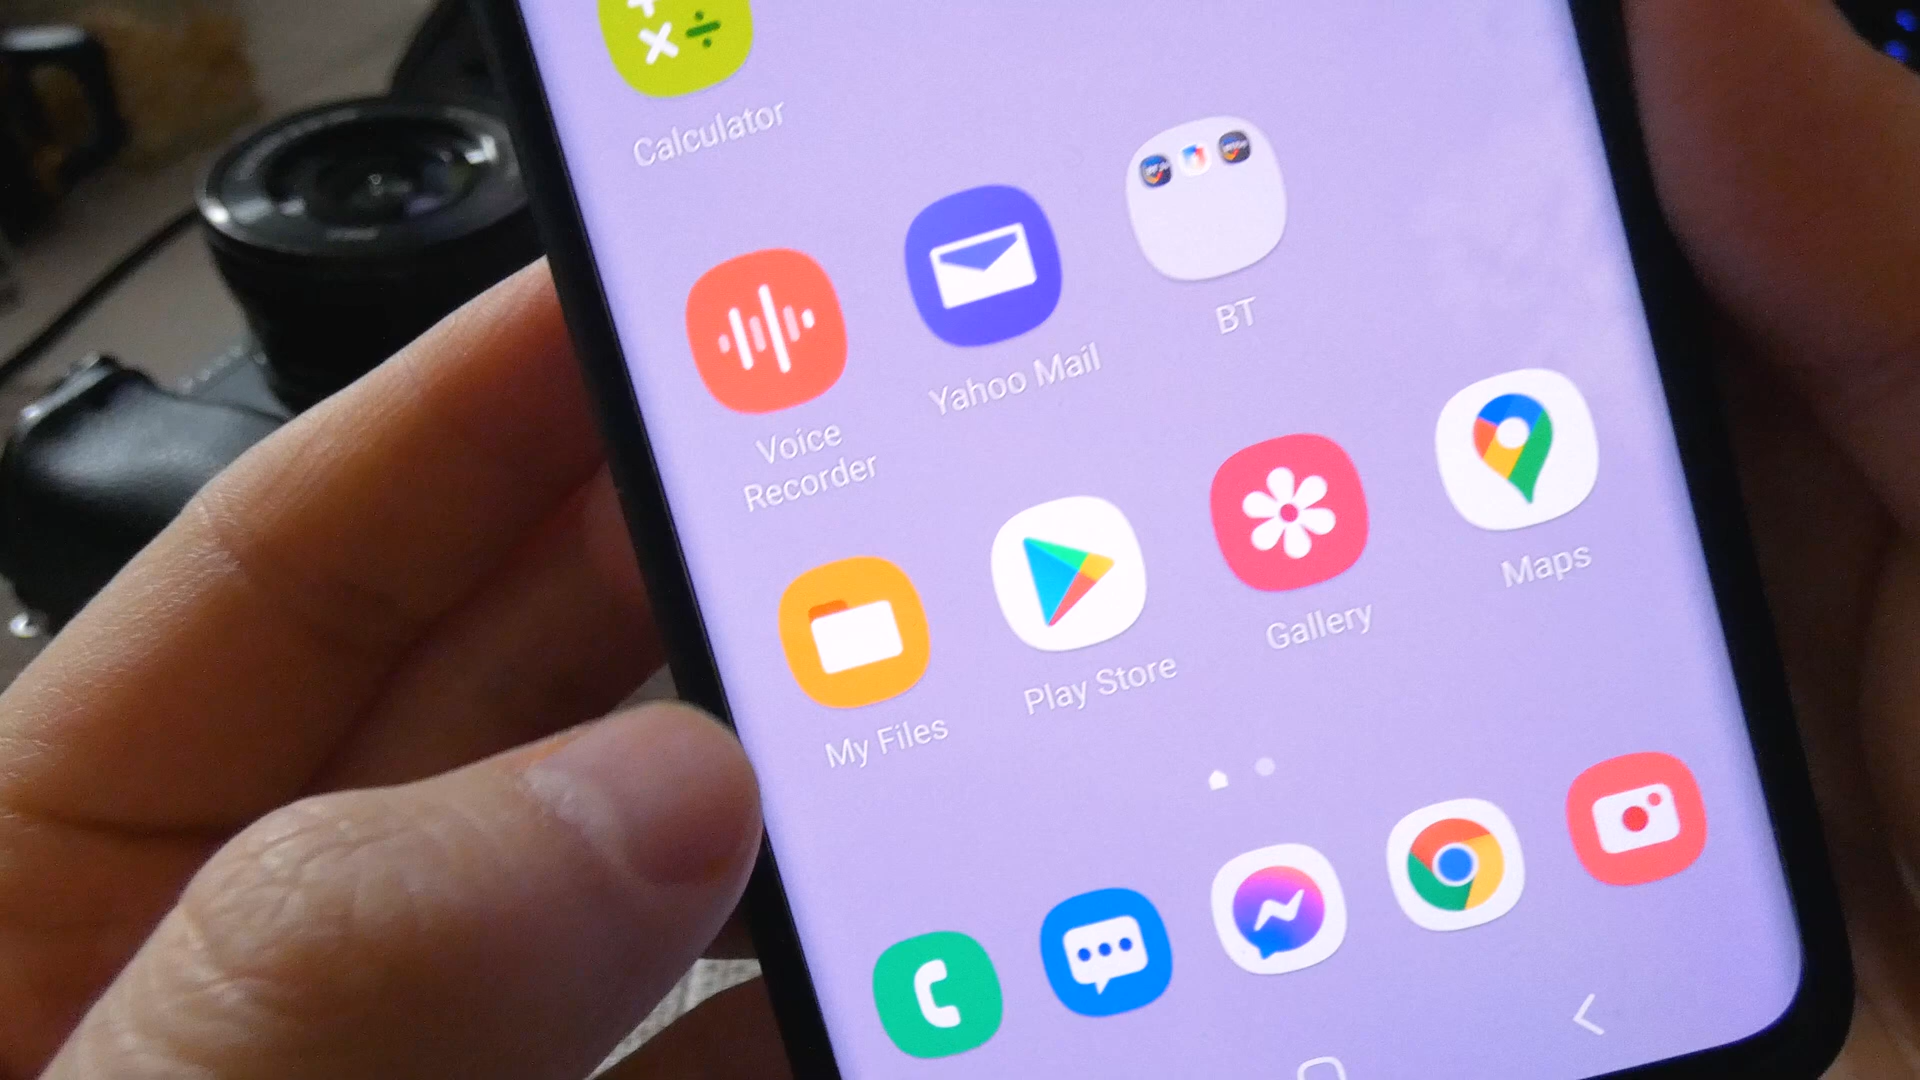 Calculator
Voice
Recorder
Yahoo Mail
BT
My Files
Play Store
Gallery
Maps